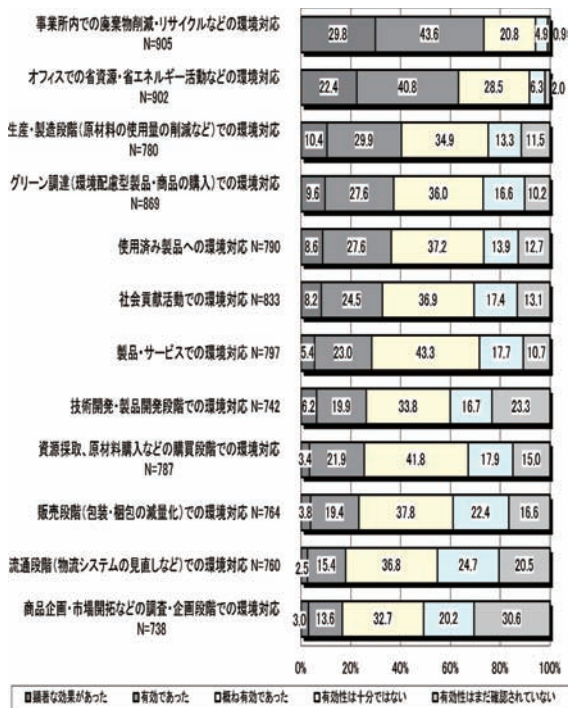 事業所内での廃棄物削減・リサイクルなどの環境対応
N=905
29.8 43.6 20.8 4.9 0.9
オフィスでの省資源・省エネルギー活動などの環境対応
N=902
22.4 40.8 28.5 6.3 2.0
生産・製造段階(原材料の使用量の削減など)での環境対応
N=780
10.4 29.9 34.9 13.3 11.5
グリーン調達(環境配慮型製品・商品の購入)での環境対応
N=869
9.6 27.6 36.0 16.6 10.2
使用済み製品への環境対応 N=790
8.6 27.6 37.2 13.9 12.7
社会貢献活動での環境対応 N=833
8.2 24.5 36.9 17.4 13.1
製品・サービスでの環境対応 N=797
5.4 23.0 43.3 17.7 10.7
技術開発・製品開発段階での環境対応 N=742
6.2 19.9 33.8 16.7 23.3
資源採取、原材料購入などの購買段階での環境対応
N=787
3.4 21.9 41.8 17.9 15.0
販売段階(包装・梱包の減量化)での環境対応 N=764
3.8 19.4 37.8 22.4 16.6
流通段階(物流システムの見直しなど)での環境対応 N=760
2.5 15.4 36.8 24.7 20.5
商品企画・市場開拓などの調査・企画段階での環境対応
N=738
3.0 13.6 32.7 20.2 30.6
0% 20% 40% 60% 80% 100%
顕著な効果があった 有効であった 概ね有効であった 有効性は十分ではない 有効性はまだ確認されていない